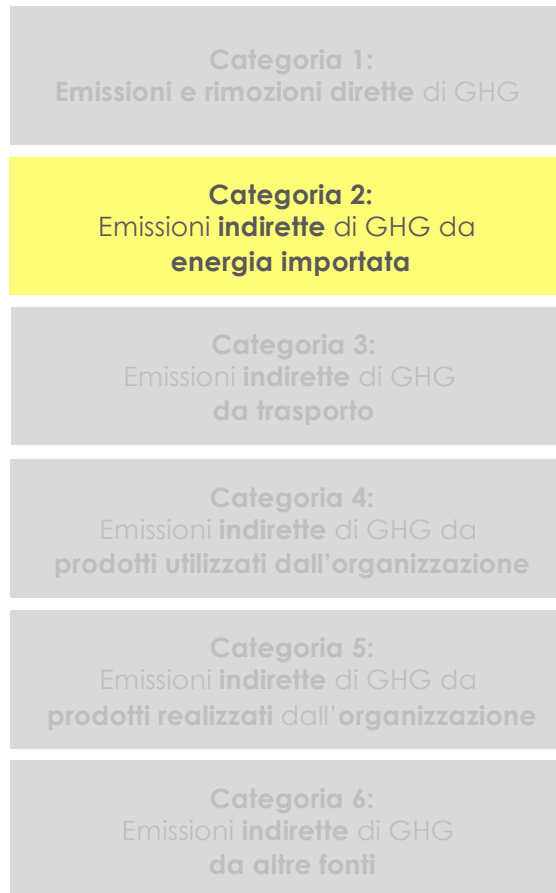 Categoria 1:
Emissioni e rimozioni dirette di GHG
Categoria 2:
Emissioni indirette di GHG da
energia importata
Categoria 3:
Emissioni indirette di GHG
da trasporto
Categoria 4:
Emissioni indirette di GHG da
prodotti utilizzati dall'organizzazione
Categoria 5:
Emissioni indirette di GHG da
prodotti realizzati dall'organizzazione
Categoria 6:
Emissioni indirette di GHG
da altre fonti